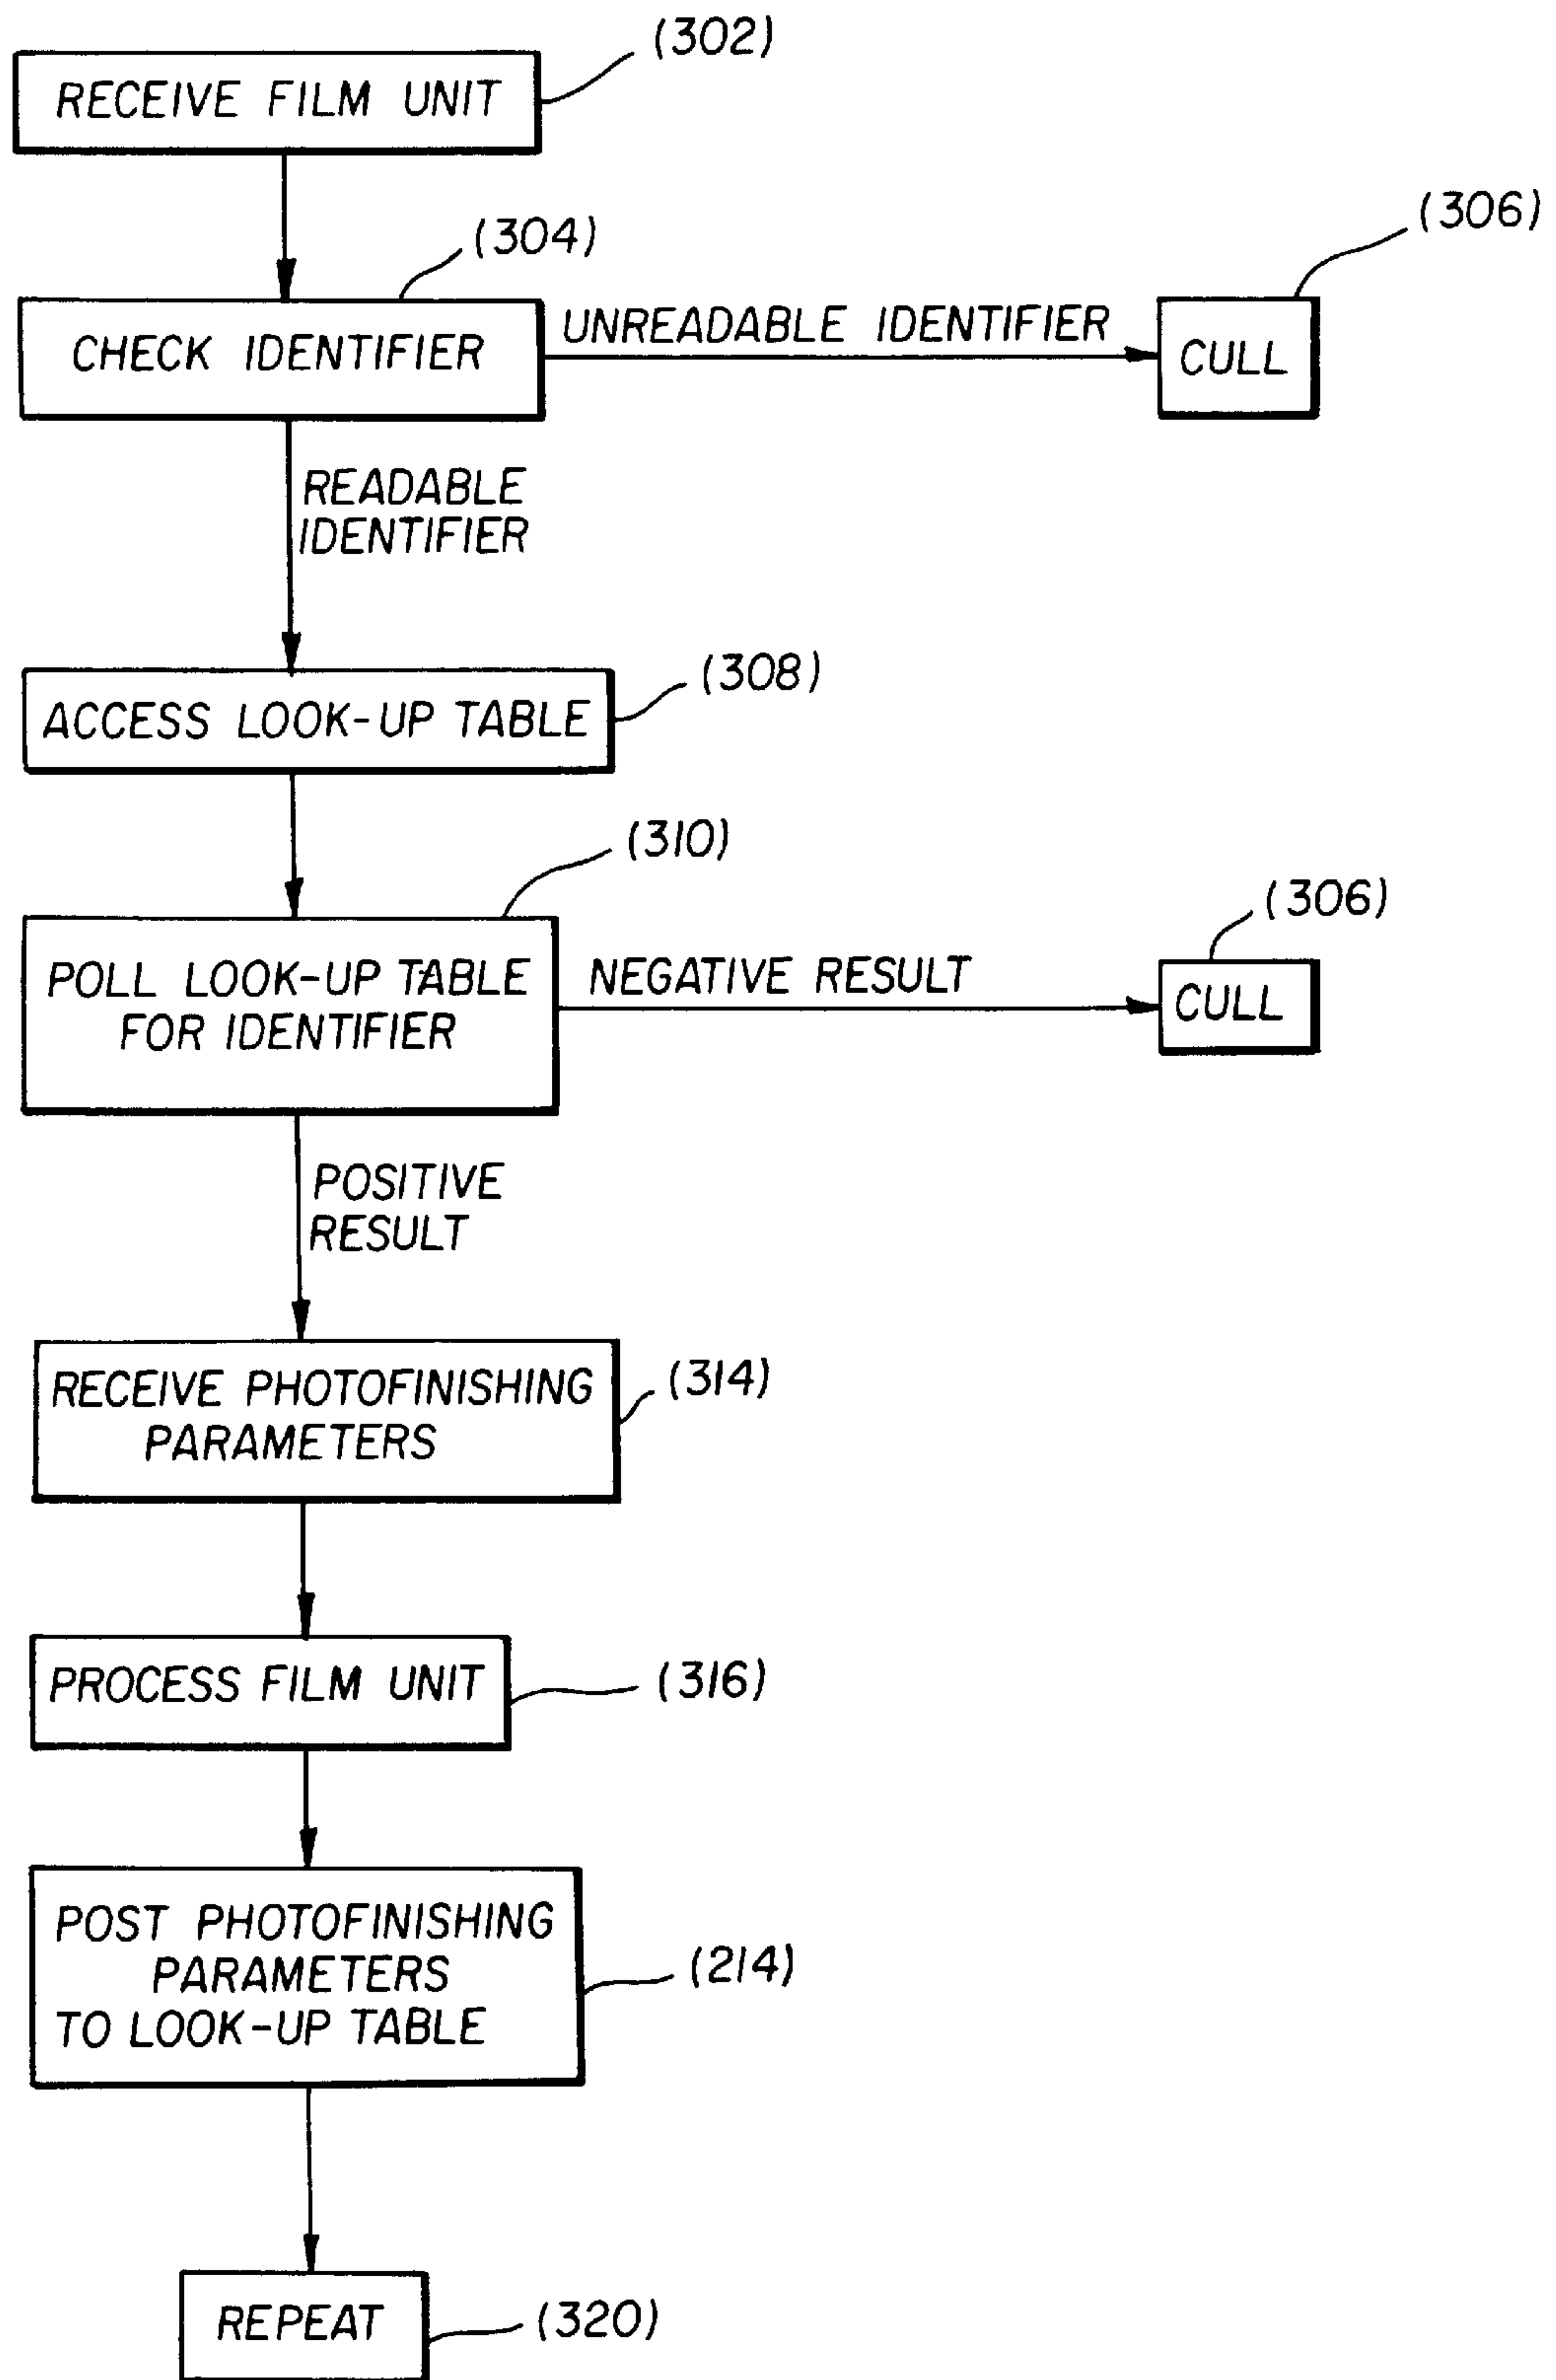 (302)
RECEIVE FILM UNIT
(304)
(306)
CHECK IDENTIFIER
UNREADABLE IDENTIFIER
CULL
READABLE
IDENTIFIER
(308)
ACCESS LOOK-UP TABLE
(310)
(306)
POLL LOOK-UP TABLE
FOR IDENTIFIER
NEGATIVE RESULT
CULL
POSITIVE
RESULT
(314)
RECEIVE PHOTOFINISHING
PARAMETERS
PROCESS FILM UNIT
(316)
POST PHOTOFINISHING
PARAMETERS
TO LOOK-UP TABLE
(214)
REPEAT
(320)